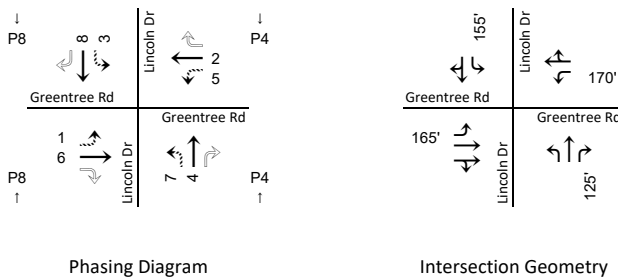 P8
8
3
Lincoln Dr
2
5
P4
Greentree Rd
Greentree Rd
1
6
P8
Lincoln Dr
7
4
P4
Phasing Diagram
155'
Lincoln Dr
170'
Greentree Rd
Greentree Rd
165'
Lincoln Dr
125'
Intersection Geometry